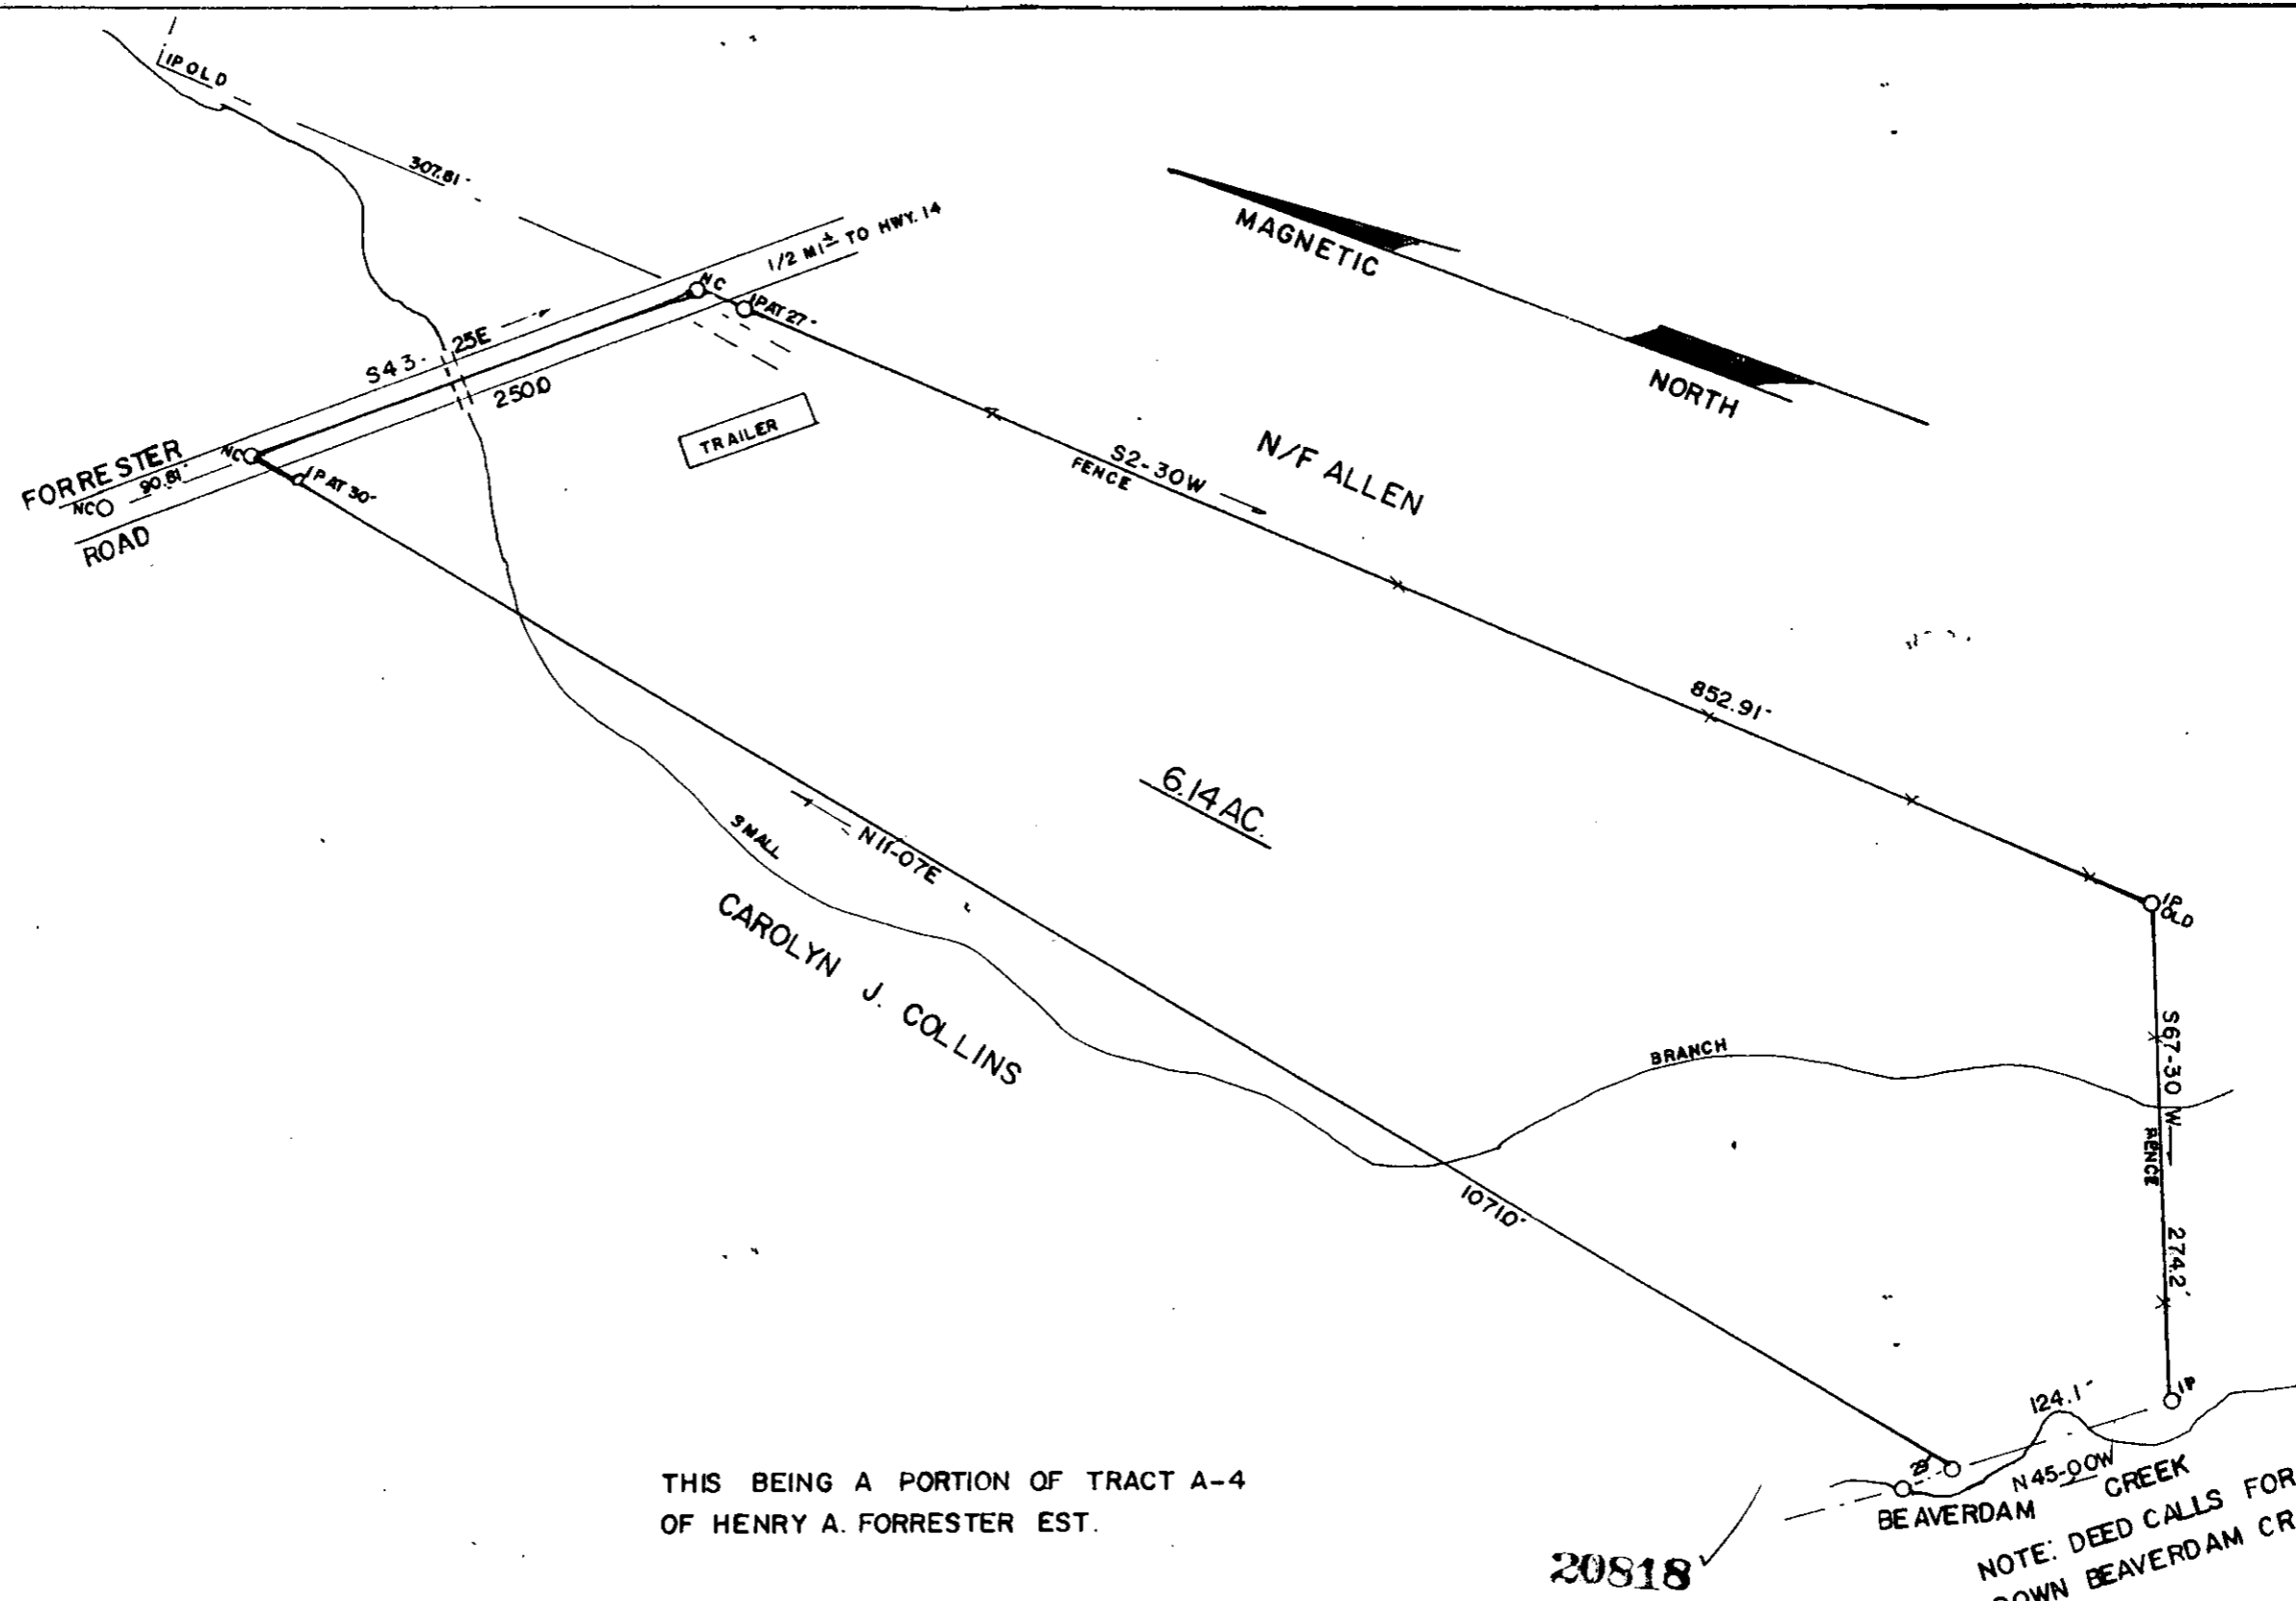 IP OLD
307.81'
1/2 MI± TO HWY. 14
NC
IP AT 27'
S43-25E
250.0
FORRESTER
NC
90.81'
NC
IP AT 30'
ROAD
TRAILER
MAGNETIC
NORTH
N/F ALLEN
S2-30W
FENCE
852.91'
6.14 AC.
IP
OLD
SMALL
N11-07E
CAROLYN J. COLLINS
S67-30 W
FENCE
BRANCH
1071.0'
274.2'
IP
124.1'
N45-00W
BEAVERDAM CREEK
NOTE: DEED CALLS FOR
DOWN BEAVERDAM CR
THIS BEING A PORTION OF TRACT A-4
OF HENRY A. FORRESTER EST.
20818